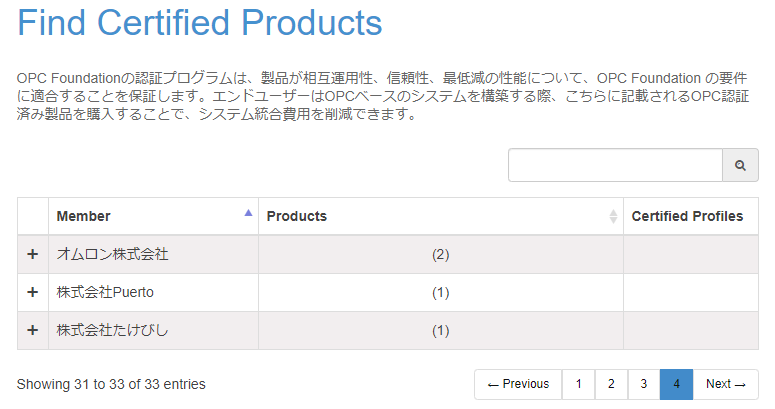 Find Certified Products
OPC Foundationの認証プログラムは、製品が相互運用性、信頼性、最低減の性能について、OPC Foundation の要件
に適合することを保証します。エンドユーザーはOPCベースのシステムを構築する際、こちらに記載されるOPC認証
済み製品を購入することで、システム統合費用を削減できます。
Member Products Certified Profiles
+ オムロン株式会社 (2)
+ 株式会社Puerto (1)
+ 株式会社たけびし (1)
Showing 31 to 33 of 33 entries ← Previous 1 2 3 4 Next →